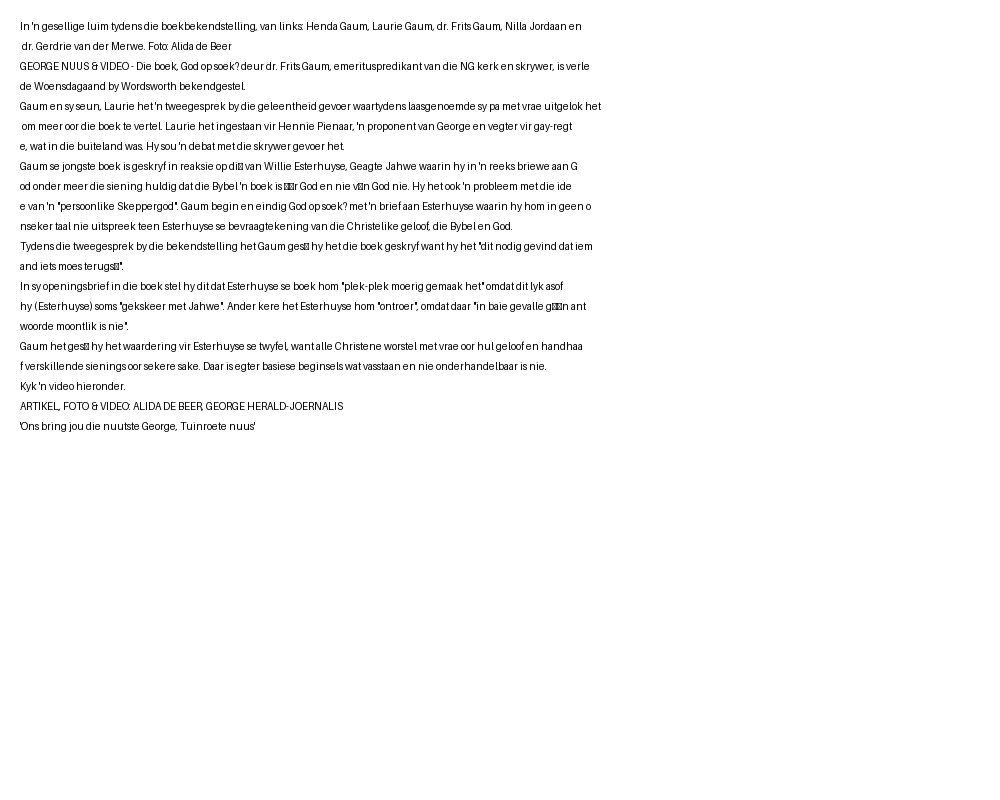 In 'n gesellige luim tydens die boekbekendstelling, van links: Henda Gaum, Laurie Gaum, dr. Frits Gaum, Nilla Jordaan en
dr. Gerdrie van der Merwe. Foto: Alida de Beer
GEORGE NUUS & VIDEO - Die boek, God op soek? deur dr. Frits Gaum, emerituspredikant van die NG kerk en skrywer, is verle
de Woensdagaand by Wordsworth bekendgestel.
Gaum en sy seun, Laurie het 'n tweegesprek by die geleentheid gevoer waartydens laasgenoemde sy pa met vrae uitgelok het
om meer oor die boek te vertel. Laurie het ingestaan vir Hennie Pienaar, 'n proponent van George en vegter vir gay-regt
e, wat in die buiteland was. Hy sou 'n debat met die skrywer gevoer het.
Gaum se jongste boek is geskryf in reaksie op di□ van Willie Esterhuyse, Geagte Jahwe waarin hy in 'n reeks briewe aan G
od onder meer die siening huldig dat die Bybel 'n boek is □□r God en nie v□n God nie. Hy het ook 'n probleem met die ide
e van 'n "persoonlike Skeppergod". Gaum begin en eindig God op soek? met 'n brief aan Esterhuyse waarin hy hom in geen o
nseker taal nie uitspreek teen Esterhuyse se bevraagtekening van die Christelike geloof, die Bybel en God.
Tydens die tweegesprek by die bekendstelling het Gaum ges□ hy het die boek geskryf want hy het "dit nodig gevind dat iem
and iets moes terugs□".
In sy openingsbrief in die boek stel hy dit dat Esterhuyse se boek hom "plek-plek moerig gemaak het" omdat dit lyk asof
hy (Esterhuyse) soms "gekskeer met Jahwe". Ander kere het Esterhuyse hom "ontroer", omdat daar "in baie gevalle g□□n ant
woorde moontlik is nie".
Gaum het ges□ hy het waardering vir Esterhuyse se twyfel, want alle Christene worstel met vrae oor hul geloof en handhaa
f verskillende sienings oor sekere sake. Daar is egter basiese beginsels wat vasstaan en nie onderhandelbaar is nie.
Kyk 'n video hieronder.
ARTIKEL, FOTO & VIDEO: ALIDA DE BEER, GEORGE HERALD-JOERNALIS
'Ons bring jou die nuutste George, Tuinroete nuus'